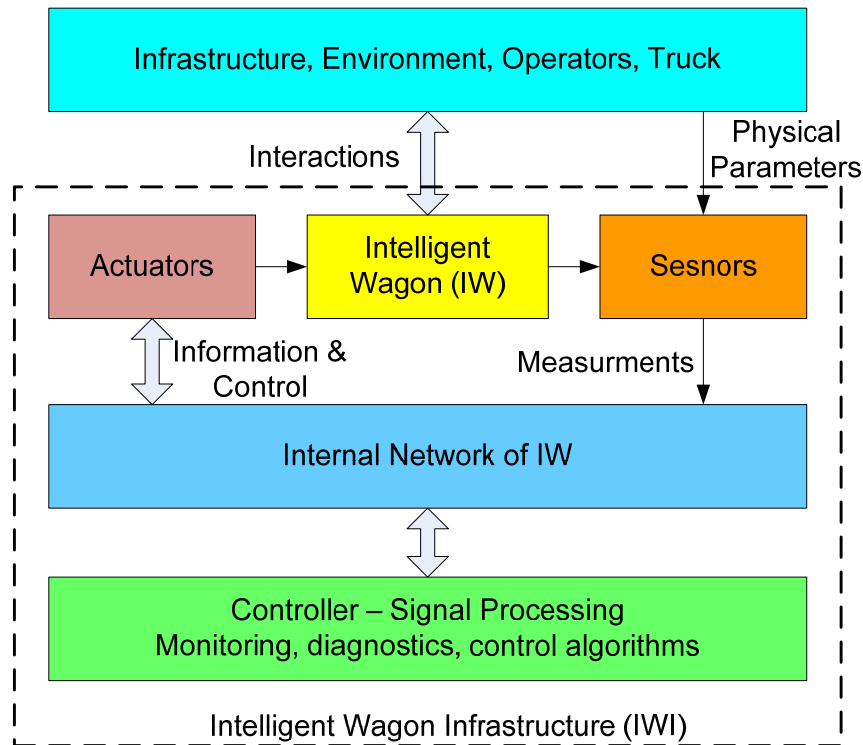 Infrastructure, Environment, Operators, Truck
Interactions
Physical
Parameters
Actuators
Intelligent
Wagon (IW)
Sesnors
Information &
Control
Measurments
Internal Network of IW
Controller – Signal Processing
Monitoring, diagnostics, control algorithms
Intelligent Wagon Infrastructure (IWI)